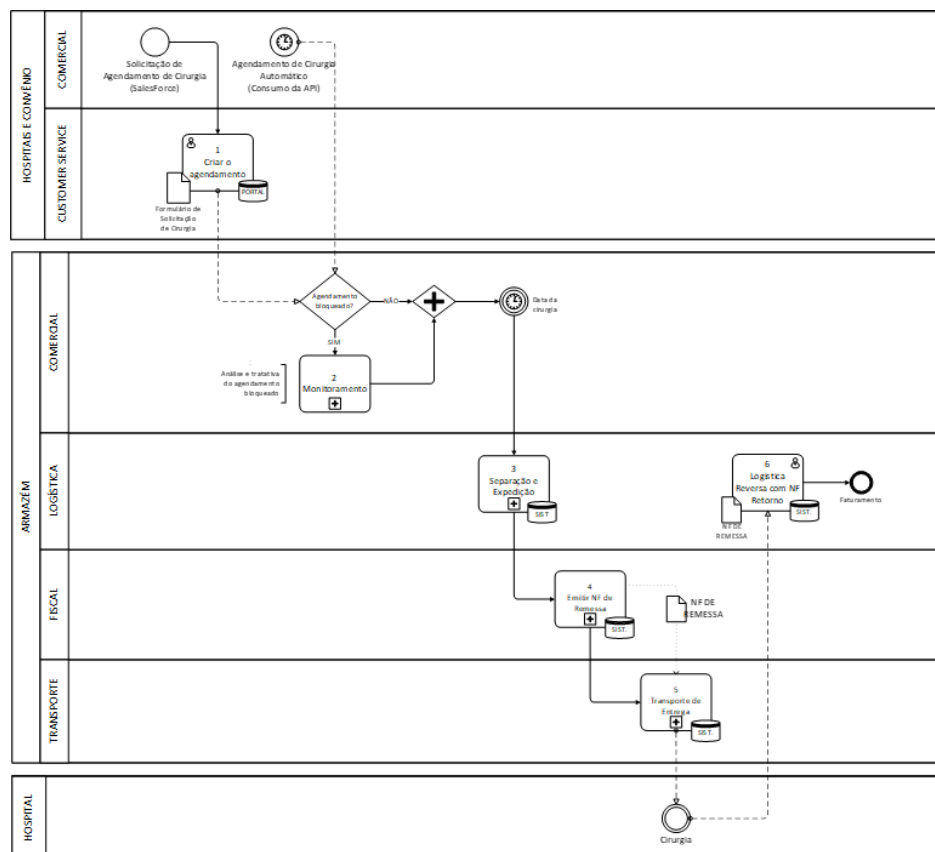 HOSPITAIS E CONVÊNIO
COMERCIAL
Solicitação de
Agendamento de Cirurgia
(SalesForce)
Agendamento de Cirurgia
Automático
(Consumo da API)
CUSTOMER SERVICE
1
Criar o
agendamento
PORTAL
Formulário de
Solicitação
de Cirurgia
ARMAZÉM
COMERCIAL
Agendamento
bloqueado?
NÃO
SIM
Data da
cirurgia
Análise e tratativa
do agendamento
bloqueado
2
Monitoramento
LOGÍSTICA
3
Separação e
Expedição
SIST
6
Logística
Reversa com NF
Retorno
SIST.
NF DE
REMESSA
Faturamento
FISCAL
4
Emitir NF de
Remessa
SIST.
NF DE
REMESSA
TRANSPORTE
5
Transporte de
Entrega
SIST.
HOSPITAL
Cirurgia